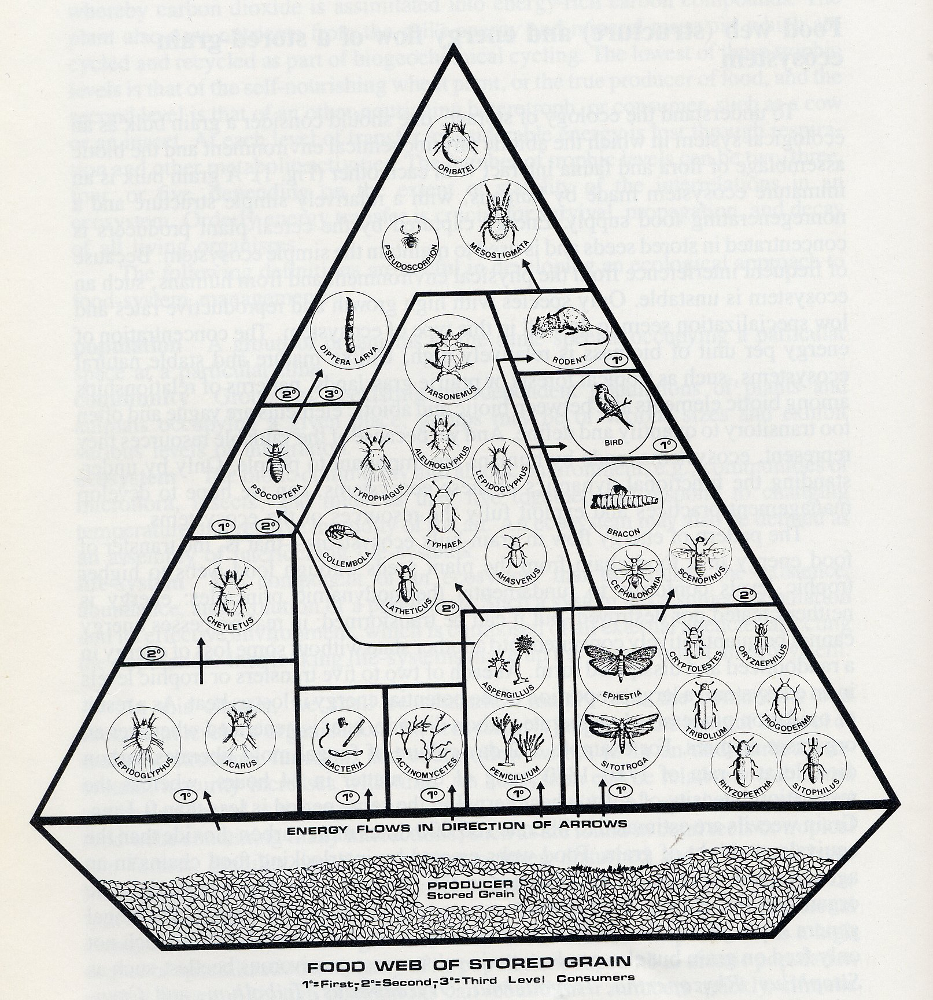 ORIBATEI
MESOSTIGMATA
PSEUDOSCORPION
DIPTERA LARVA
2° 3°
TARSONEMUS
RODENT 1°
BIRD 1°
PSOCOPTERA
1° 2°
TYROPHAGUS
ALEUROGLYPHUS
LEPIDOGLYPHUS
TYPHAEA
COLLEMBOLA
AHASVERUS
LATHETICUS 2°
BRACON
CEPHALONOMIA
SCENOPINUS
2°
CHEYLETUS
2°
LEPIDOGLYPHUS
ACARUS
1°
BACTERIA
1°
ACTINOMYCETES
1°
ASPERGILLUS
PENICILLIUM
1°
EPHESTIA
SITOTROGA
1°
CRYPTOLESTES
ORYZAEPHILUS
TRIBOLIUM
TROGODERMA
RHYZOPERTHA
SITOPHILUS
ENERGY FLOWS IN DIRECTION OF ARROWS
PRODUCER
Stored Grain
FOOD WEB OF STORED GRAIN
1°=First; 2°=Second; 3°=Third Level Consumers